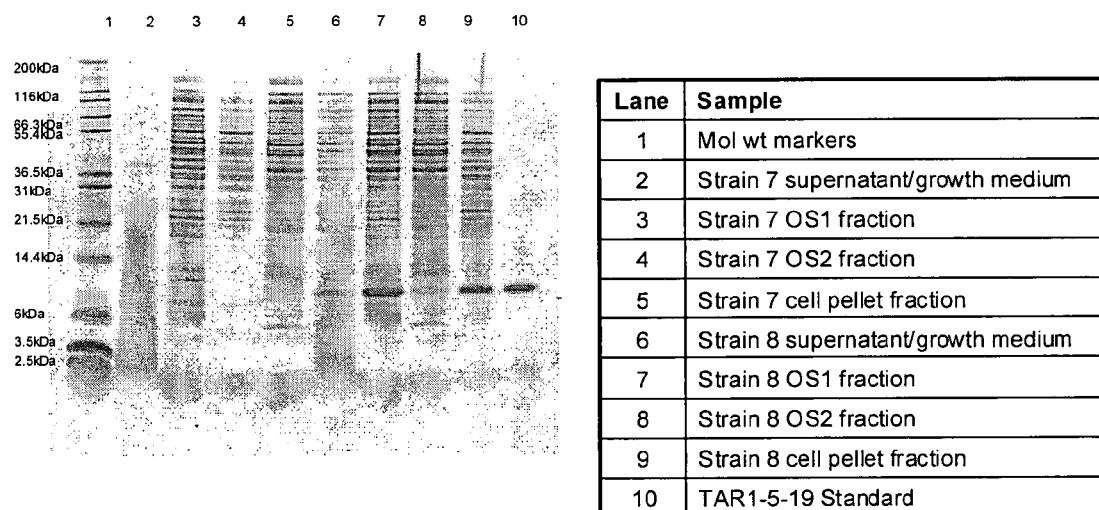 1 2 3 4 5 6 7 8 9 10
200kDa
116kDa
66.3kDa
55.4kDa
36.5kDa
31kDa
21.5kDa
14.4kDa
6kDa
3.5kDa
2.5kDa
Lane Sample
1 Mol wt markers
2 Strain 7 supernatant/growth medium
3 Strain 7 OS1 fraction
4 Strain 7 OS2 fraction
5 Strain 7 cell pellet fraction
6 Strain 8 supernatant/growth medium
7 Strain 8 OS1 fraction
8 Strain 8 OS2 fraction
9 Strain 8 cell pellet fraction
10 TAR1-5-19 Standard